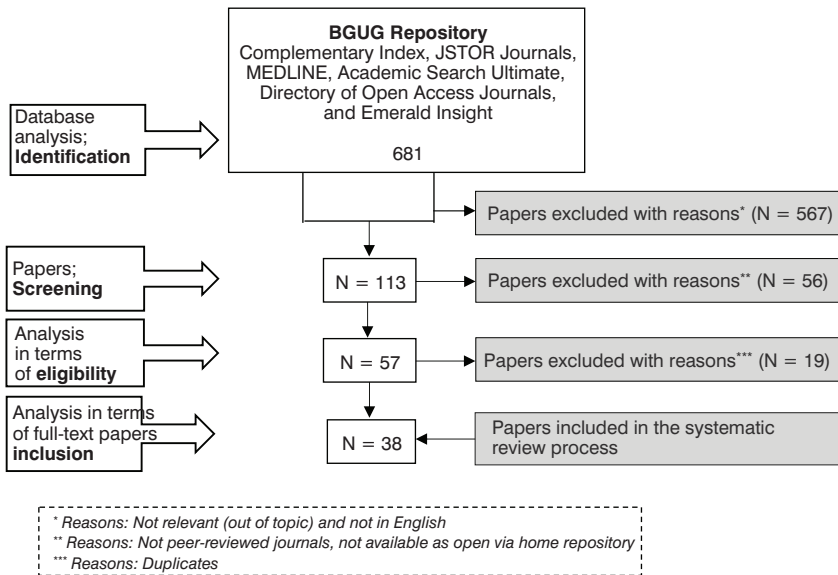 BGUG Repository
Complementary Index, JSTOR Journals,
MEDLINE, Academic Search Ultimate,
Directory of Open Access Journals,
and Emerald Insight
681
Database
analysis;
Identification
Papers excluded with reasons* (N = 567)
Papers;
Screening
N = 113
Papers excluded with reasons** (N = 56)
Analysis
in terms
of eligibility
N = 57
Papers excluded with reasons*** (N = 19)
Analysis in terms
of full-text papers
inclusion
N = 38
Papers included in the systematic
review process
* Reasons: Not relevant (out of topic) and not in English
** Reasons: Not peer-reviewed journals, not available as open via home repository
*** Reasons: Duplicates